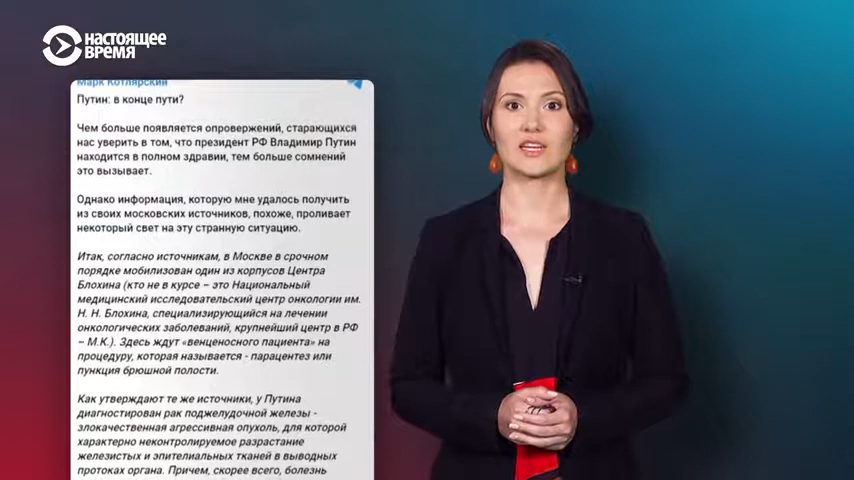 НАСТОЯЩЕЕ
ВРЕМЯ
Марк Котлярский
Путин: в конце пути?
Чем больше появляется опровержений, старающихся
нас уверить в том, что президент РФ Владимир Путин
находится в полном здравии, тем больше сомнений
это вызывает.
Однако информация, которую мне удалось получить
из своих московских источников, похоже, проливает
некоторый свет на эту странную ситуацию.
Итак, согласно источникам, в Москве в срочном
порядке мобилизован один из корпусов Центра
Блохина (кто не в курсе – это Национальный
медицинский исследовательский центр онкологии им.
Н. Н. Блохина, специализирующийся на лечении
онкологических заболеваний, крупнейший центр в РФ
– М.К.). Здесь ждут «венценосного пациента» на
процедуру, которая называется - парацентез или
пункция брюшной полости.
Как утверждают те же источники, у Путина
диагностирован рак поджелудочной железы -
злокачественная агрессивная опухоль, для которой
характерно неконтролируемое разрастание
железистых и эпителиальных тканей в выводных
протоках органа. Причем, скорее всего, болезнь